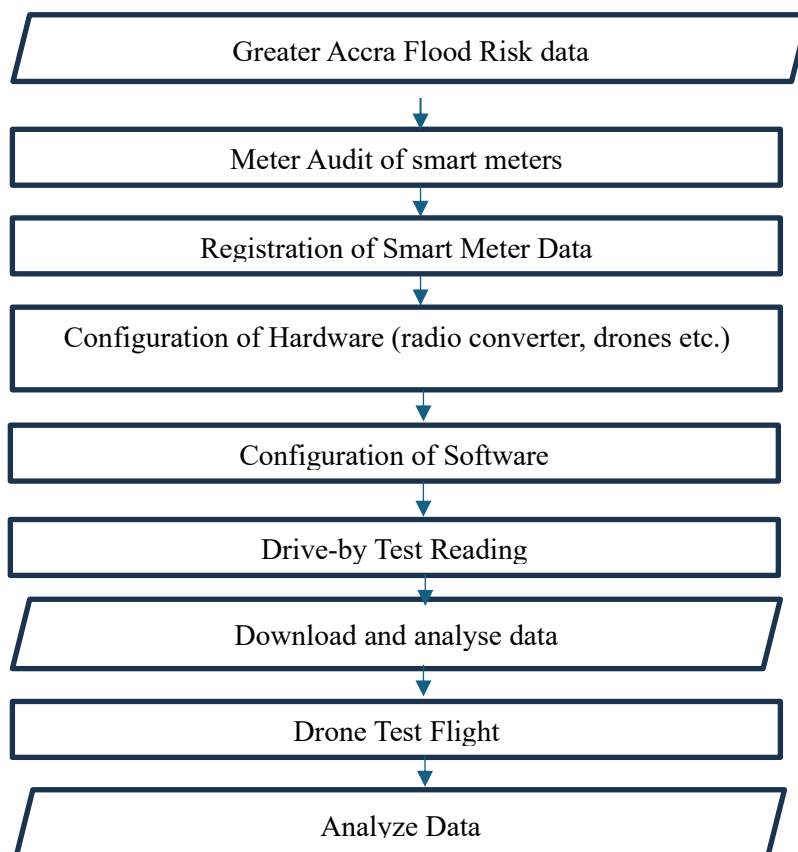 Greater Accra Flood Risk data
Meter Audit of smart meters
Registration of Smart Meter Data
Configuration of Hardware (radio converter, drones etc.)
Configuration of Software
Drive-by Test Reading
Download and analyse data
Drone Test Flight
Analyze Data